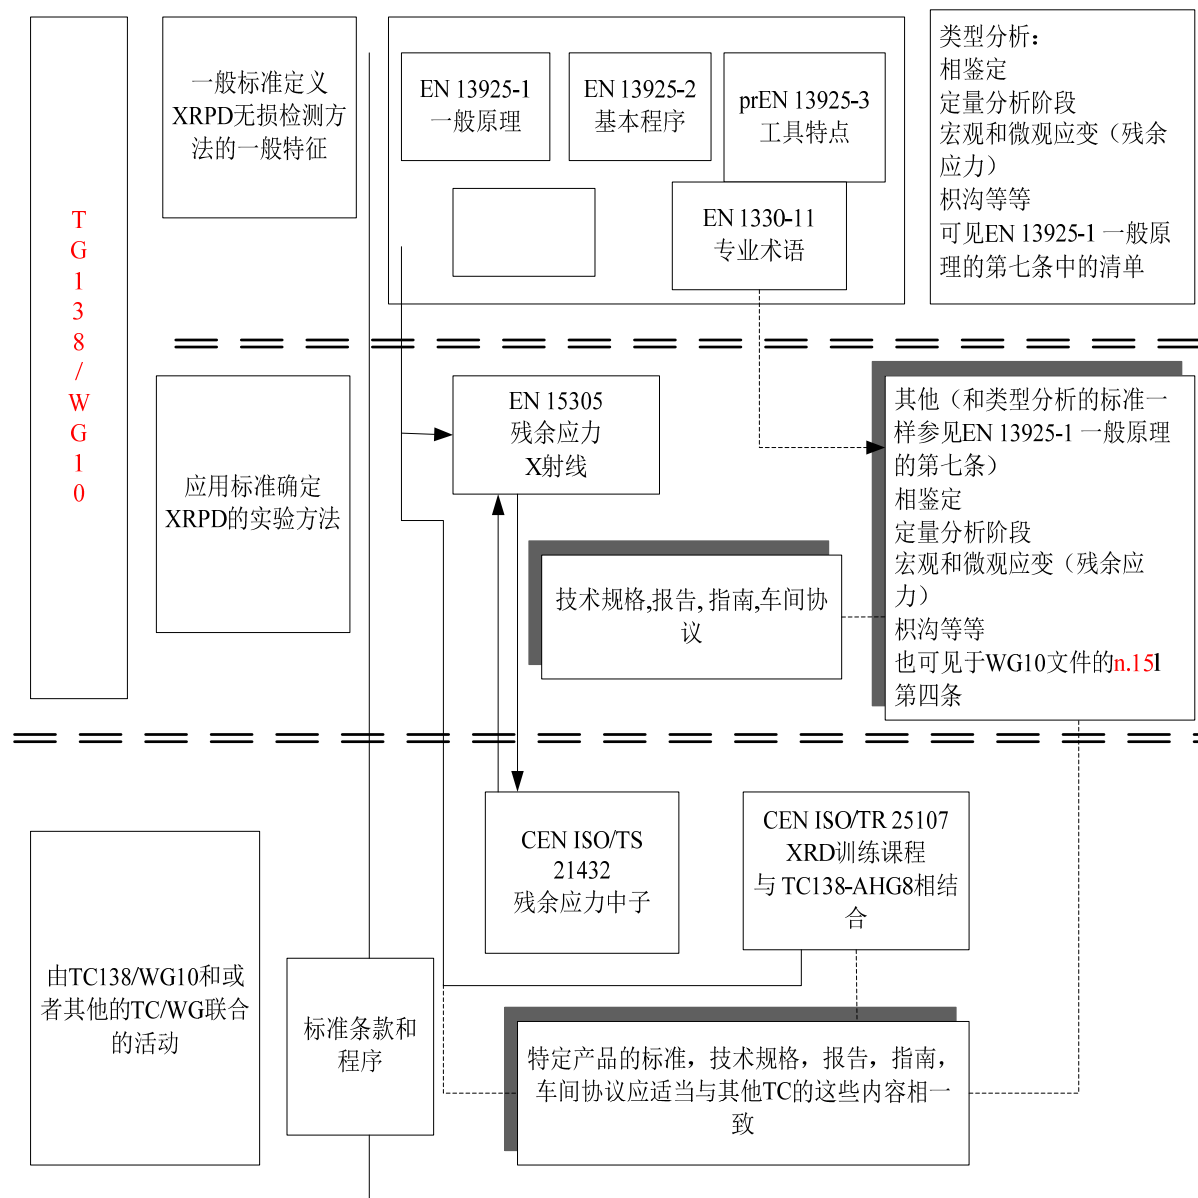 TG138/WG10
一般标准定义
XRPD无损检测方
法的一般特征
EN 13925-1
一般原理
EN 13925-2
基本程序
prEN 13925-3
工具特点
EN 1330-11
专业术语
类型分析：
相鉴定
定量分析阶段
宏观和微观应变（残余
应力）
枳沟等等
可见EN 13925-1 一般原
理的第七条中的清单
应用标准确定
XRPD的实验方法
EN 15305
残余应力
X射线
技术规格,报告, 指南,车间协
议
其他（和类型分析的标准一
样参见EN 13925-1 一般原理
的第七条）
相鉴定
定量分析阶段
宏观和微观应变（残余应
力）
枳沟等等
也可见于WG10文件的n.15l
第四条
由TC138/WG10和或
者其他的TC/WG联合
的活动
标准条款和
程序
CEN ISO/TS
21432
残余应力中子
CEN ISO/TR 25107
XRD训练课程
与 TC138-AHG8相结
合
特定产品的标准，技术规格，报告，指南，
车间协议应适当与其他TC的这些内容相一
致